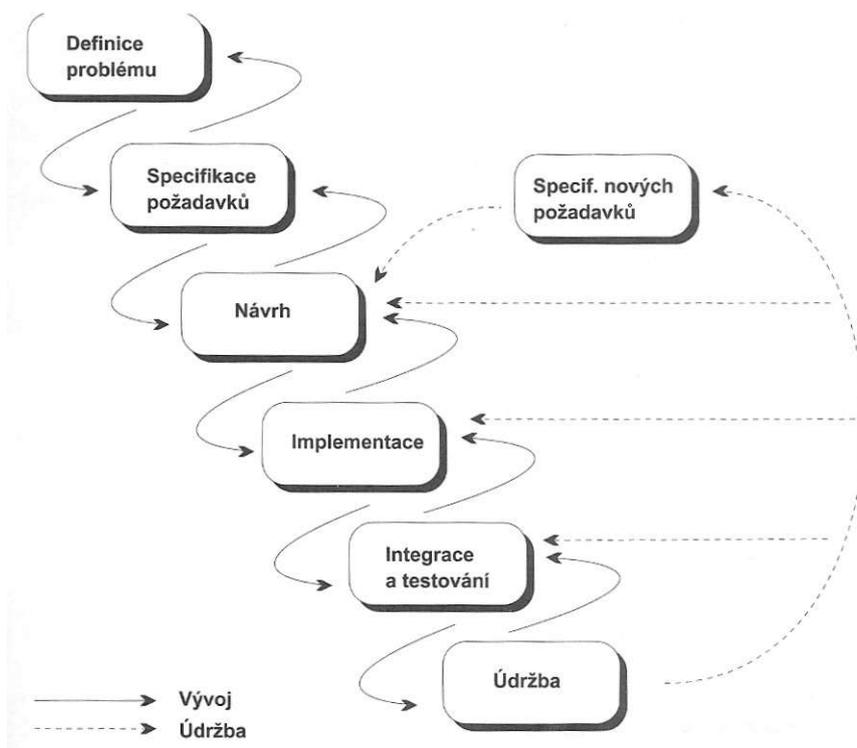 Definice
problému
Specifikace
požadavků
Specif. nových
požadavků
Návrh
Implementace
Integrace
a testování
Údržba
Vývoj
Údržba